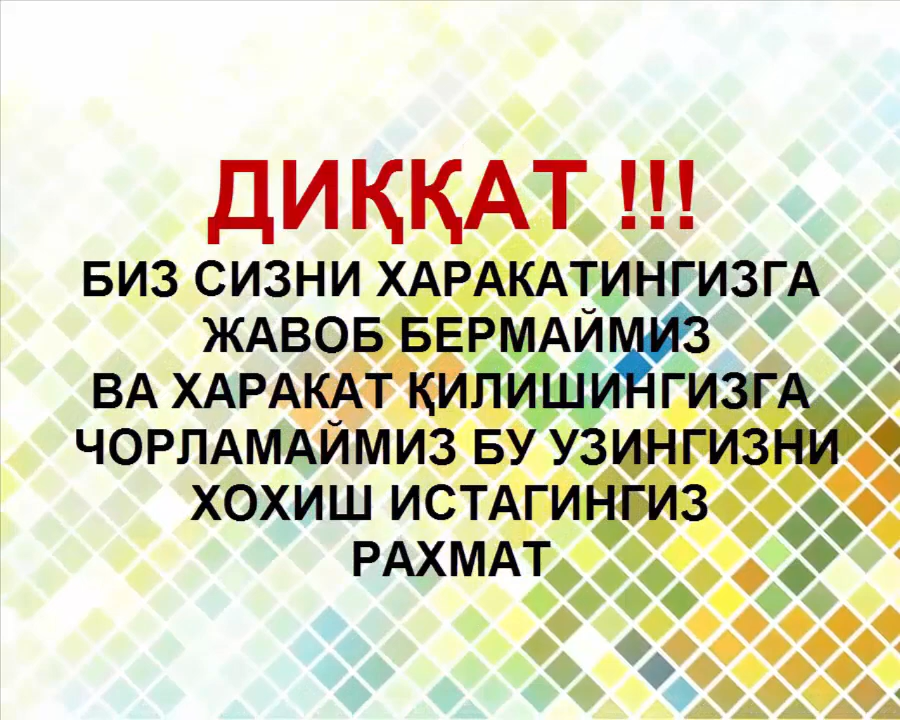 ДИҚҚАТ !!!
БИЗ СИЗНИ ХАРАКАТИНГИЗГА
ЖАВОБ БЕРМАЙМИЗ
ВА ХАРАКАТ ҚИЛИШИНГИЗГА
ЧОРЛАМАЙМИЗ БУ УЗИНГИЗНИ
ХОХИШ ИСТАГИНГИЗ
РАХМАТ